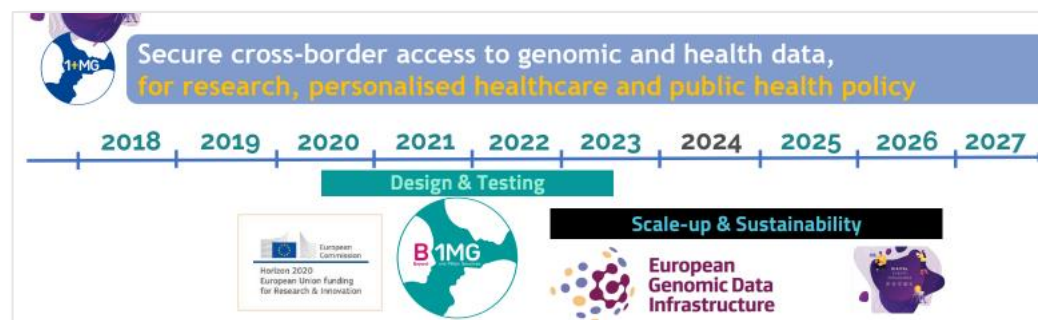 1+MG
Secure cross-border access to genomic and health data,
for research, personalised healthcare and public health policy
2018 2019 2020 2021 2022 2023 2024 2025 2026 2027
Design & Testing
Scale-up & Sustainability
European
Commission
Horizon 2020
European Union funding
for Research & Innovation
B1MG
European
Genomic Data
Infrastructure